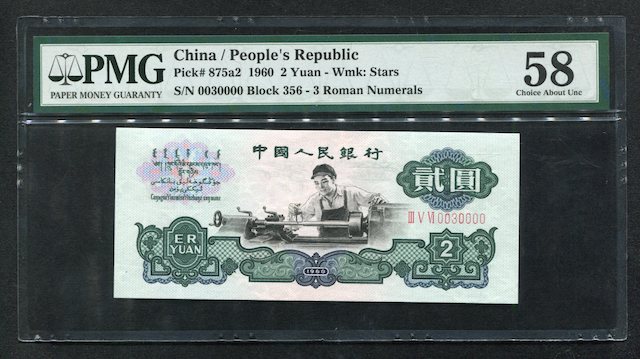 PMG
PAPER MONEY GUARANTY
China / People's Republic
Pick# 875a2 1960 2 Yuan - Wmk: Stars
S/N 0030000 Block 356 - 3 Roman Numerals
58
Choice About Unc
中國人民銀行
貳圓
III V VI 0030000
ER
YUAN
2
1960